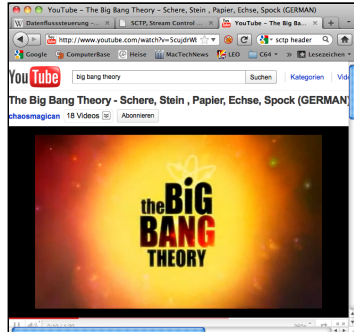 YouTube – The Big Bang Theory – Schere, Stein , Papier, Echse, Spock (GERMAN)
Datenflusssteuerung – ...
SCTP, Stream Control ...
YouTube – The Big Ba...
http://www.youtube.com/watch?v=
sctp header
Google ComputerBase Heise MacTechNews LEO C64 Lesezeichen
YouTube
big bang theory
Suchen
Kategorien
The Big Bang Theory - Schere, Stein , Papier, Echse, Spock (GERMAN)
chaosmagican 18 Videos Abonnieren
the BIG
BANG
THEORY